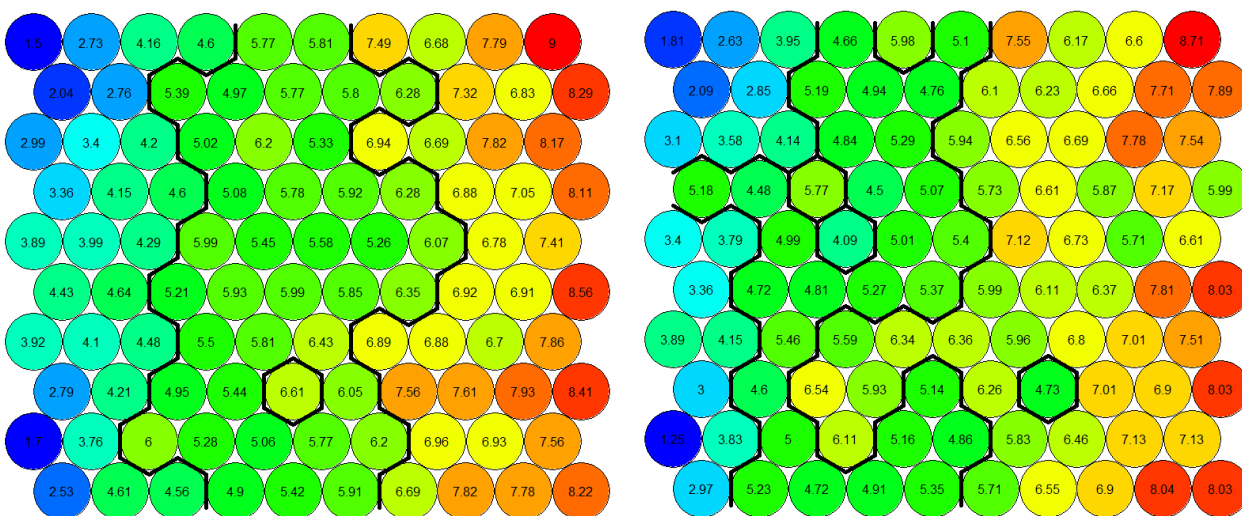 1.5 2.73 4.16 4.6 5.77 5.81 7.49 6.68 7.79 9
2.04 2.76 5.39 4.97 5.77 5.8 6.28 7.32 6.83 8.29
2.99 3.4 4.2 5.02 6.2 5.33 6.94 6.69 7.82 8.17
3.36 4.15 4.6 5.08 5.78 5.92 6.28 6.88 7.05 8.11
3.89 3.99 4.29 5.99 5.45 5.58 5.26 6.07 6.78 7.41
4.43 4.64 5.21 5.93 5.99 5.85 6.35 6.92 6.91 8.56
3.92 4.1 4.48 5.5 5.81 6.43 6.89 6.88 6.7 7.86
2.79 4.21 4.95 5.44 6.61 6.05 7.56 7.61 7.93 8.41
1.7 3.76 6 5.28 5.06 5.77 6.2 6.96 6.93 7.56
2.53 4.61 4.56 4.9 5.42 5.91 6.69 7.82 7.78 8.22
1.81 2.63 3.95 4.66 5.98 5.1 7.55 6.17 6.6 8.71
2.09 2.85 5.19 4.94 4.76 6.1 6.23 6.66 7.71 7.89
3.1 3.58 4.14 4.84 5.29 5.94 6.56 6.69 7.78 7.54
5.18 4.48 5.77 4.5 5.07 5.73 6.61 5.87 7.17 5.99
3.4 3.79 4.99 4.09 5.01 5.4 7.12 6.73 5.71 6.61
3.36 4.72 4.81 5.27 5.37 5.99 6.11 6.37 7.81 8.03
3.89 4.15 5.46 5.59 6.34 6.36 5.96 6.8 7.01 7.51
3 4.6 6.54 5.93 5.14 6.26 4.73 7.01 6.9 8.03
1.25 3.83 5 6.11 5.16 4.86 5.83 6.46 7.13 7.13
2.97 5.23 4.72 4.91 5.35 5.71 6.55 6.9 8.04 8.03